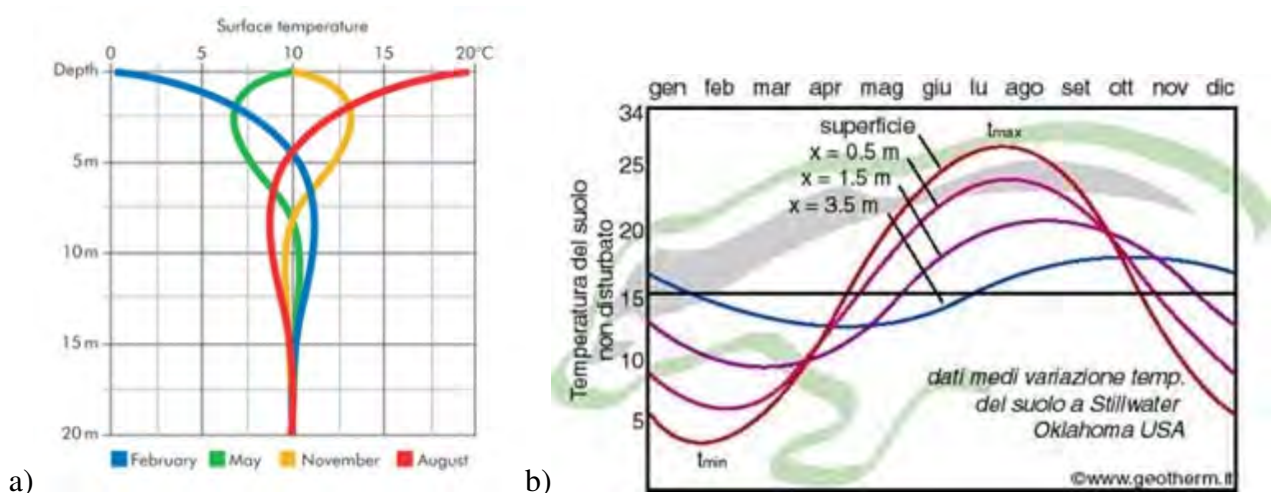 Surface temperature
0 5 10 15 20°C
Depth
5m
10m
15m
20m
February May November August
a)
gen feb mar apr mag giu lu ago set ott nov dic
34
25
20
15
10
5
Temperatura del suolo
non disturbato
superficie
x = 0.5 m
x = 1.5 m
x = 3.5 m
tmax
tmin
dati medi variazione temp.
del suolo a Stillwater
Oklahoma USA
©www.geotherm.it
b)